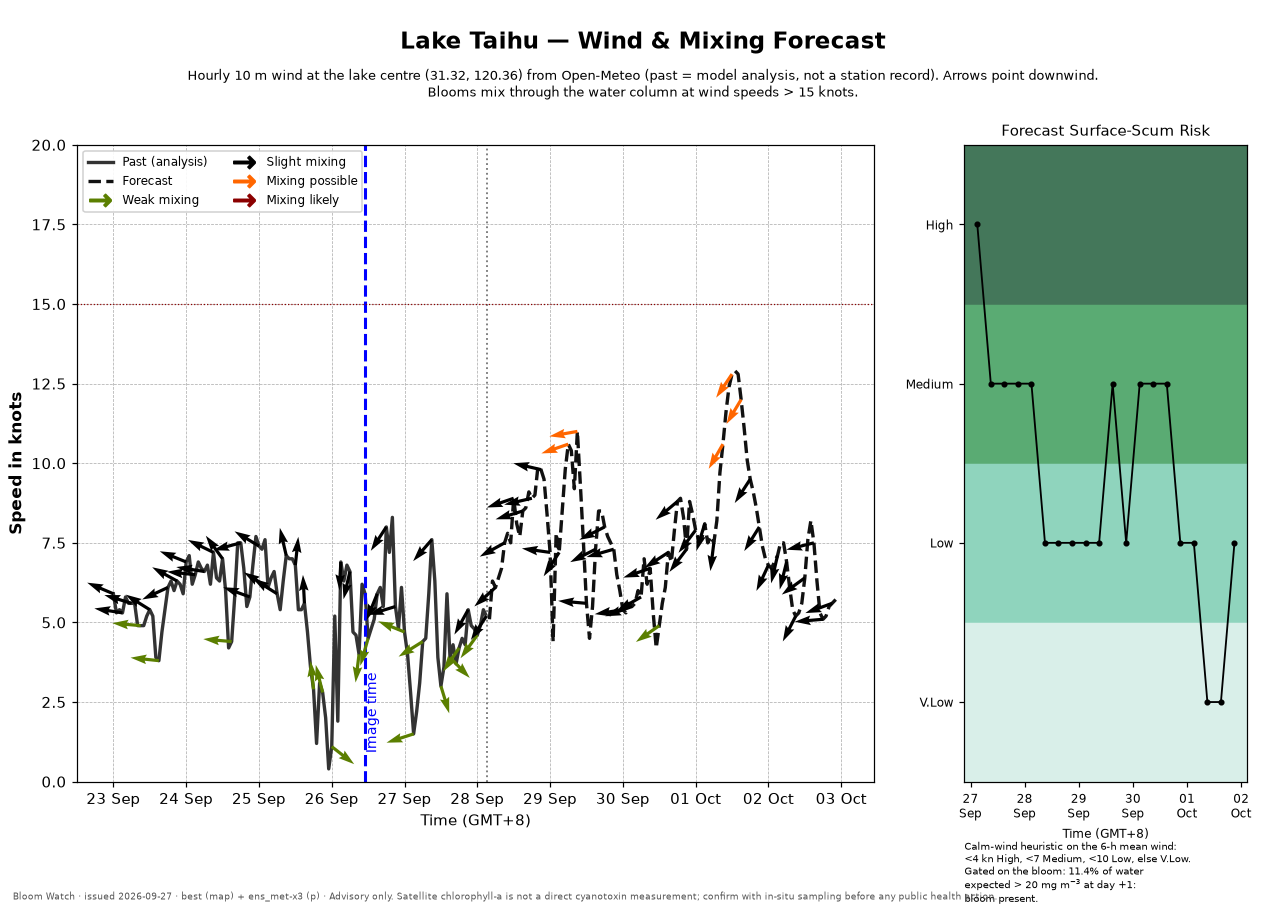 Lake Taihu — Wind & Mixing Forecast
Hourly 10 m wind at the lake centre (31.32, 120.36) from Open-Meteo (past = model analysis, not a station record). Arrows point downwind.
Blooms mix through the water column at wind speeds > 15 knots.
Past (analysis)
Forecast
Weak mixing
Slight mixing
Mixing possible
Mixing likely
Speed in knots
20.0
17.5
15.0
12.5
10.0
7.5
5.0
2.5
0.0
Image time
23 Sep
24 Sep
25 Sep
26 Sep
27 Sep
28 Sep
29 Sep
30 Sep
01 Oct
02 Oct
03 Oct
Time (GMT+8)
Forecast Surface-Scum Risk
High
Medium
Low
V.Low
27 Sep
28 Sep
29 Sep
30 Sep
01 Oct
02 Oct
Time (GMT+8)
Calm-wind heuristic on the 6-h mean wind:
<4 kn High, <7 Medium, <10 Low, else V.Low.
Gated on the bloom: 11.4% of water
expected > 20 mg m⁻³ at day +1:
bloom present.
Bloom Watch · issued 2026-09-27 · best (map) + ens_met-x3 (p) · Advisory only. Satellite chlorophyll-a is not a direct cyanotoxin measurement; confirm with in-situ sampling before any public health action.